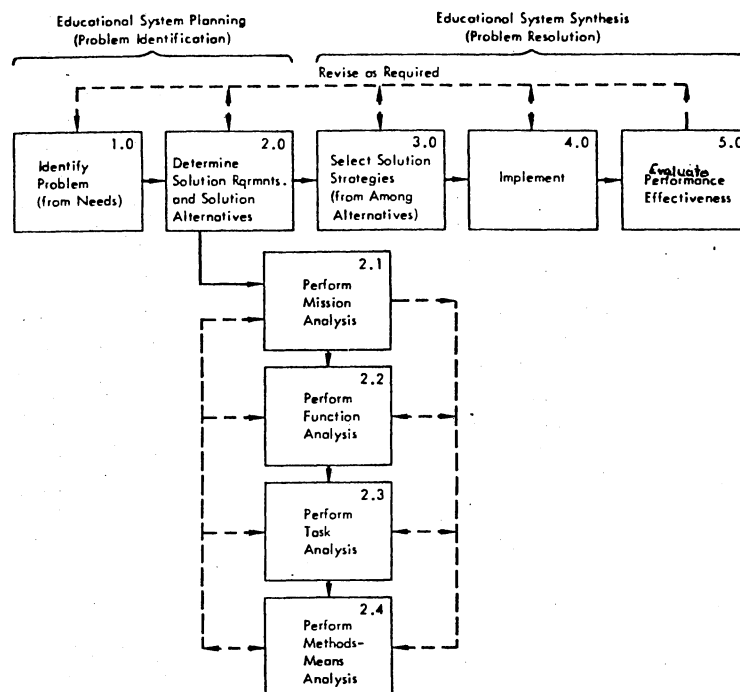 Educational System Planning
(Problem Identification)
Educational System Synthesis
(Problem Resolution)
Revise as Required
1.0
Identify
Problem
(from Needs)
2.0
Determine
Solution Rqrmnts.
and Solution
Alternatives
3.0
Select Solution
Strategies
(from Among
Alternatives)
4.0
Implement
5.0
Evaluate
Performance
Effectiveness
2.1
Perform
Mission
Analysis
2.2
Perform
Function
Analysis
2.3
Perform
Task
Analysis
2.4
Perform
Methods-
Means
Analysis